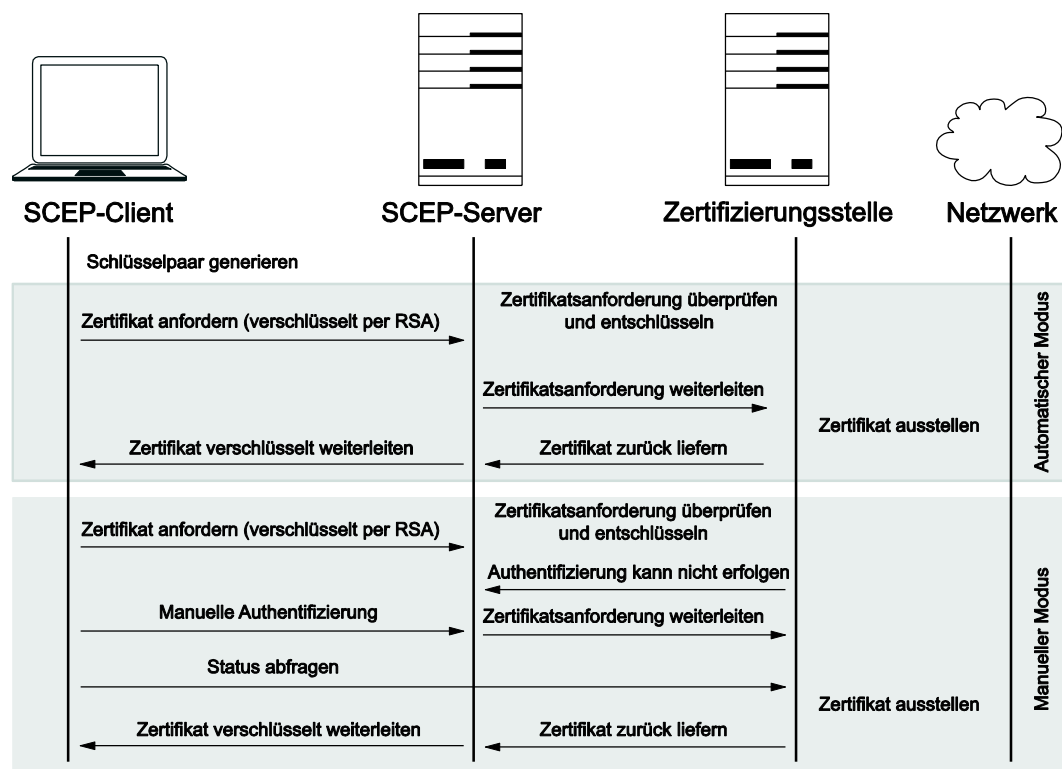 SCEP-Client
SCEP-Server
Zertifizierungsstelle
Netzwerk
Schlüsselpaar generieren
Zertifikatsanforderung überprüfen
und entschlüsseln
Zertifikat anfordern (verschlüsselt per RSA)
Zertifikatsanforderung weiterleiten
Zertifikat ausstellen
Zertifikat zurück liefern
Zertifikat verschlüsselt weiterleiten
Automatischer Modus
Zertifikat anfordern (verschlüsselt per RSA)
Zertifikatsanforderung überprüfen
und entschlüsseln
Authentifizierung kann nicht erfolgen
Manuelle Authentifizierung
Zertifikatsanforderung weiterleiten
Status abfragen
Zertifikat ausstellen
Zertifikat zurück liefern
Zertifikat verschlüsselt weiterleiten
Manueller Modus